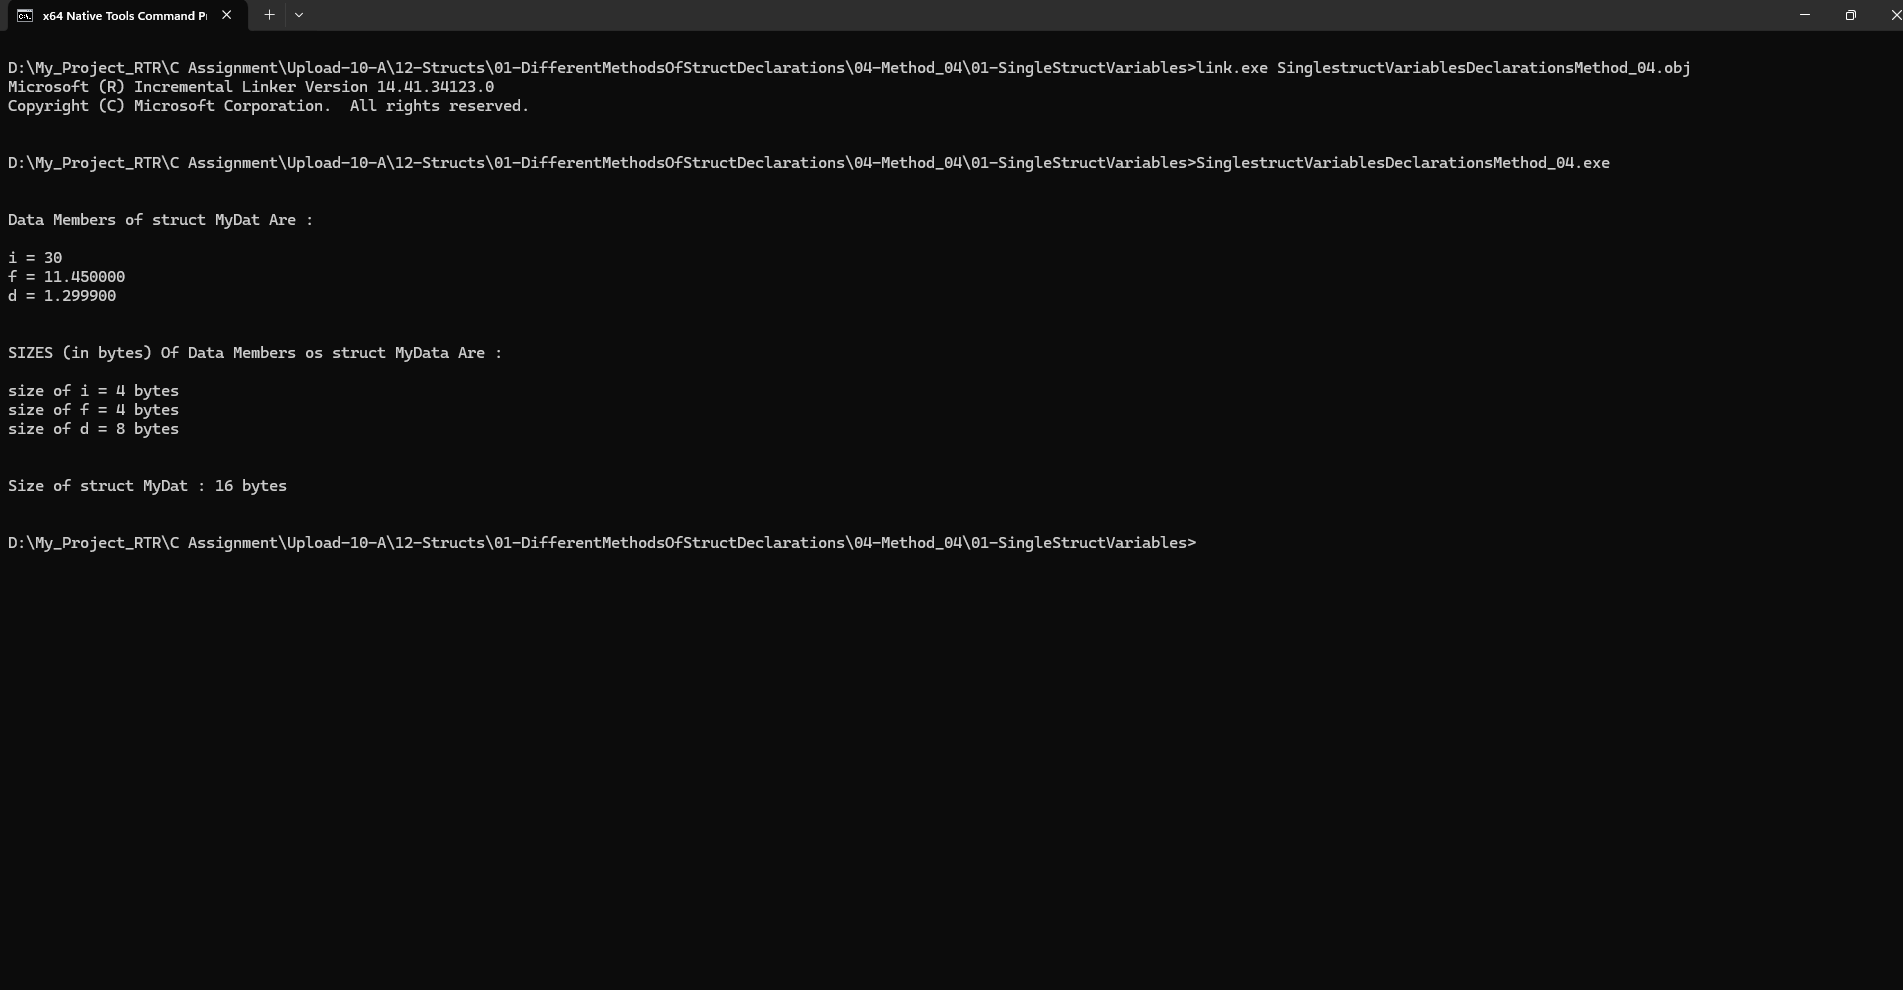 x64 Native Tools Command P
D:\My_Project_RTR\C Assignment\Upload-10-A\12-Structs\01-DifferentMethodsOfStructDeclarations\04-Method_04\01-SingleStructVariables>link.exe SinglestructVariablesDeclarationsMethod_04.obj
Microsoft (R) Incremental Linker Version 14.41.34123.0
Copyright (C) Microsoft Corporation.  All rights reserved.
D:\My_Project_RTR\C Assignment\Upload-10-A\12-Structs\01-DifferentMethodsOfStructDeclarations\04-Method_04\01-SingleStructVariables>SinglestructVariablesDeclarationsMethod_04.exe
Data Members of struct MyDat Are :
i = 30
f = 11.450000
d = 1.299900
SIZES (in bytes) Of Data Members os struct MyData Are :
size of i = 4 bytes
size of f = 4 bytes
size of d = 8 bytes
Size of struct MyDat : 16 bytes
D:\My_Project_RTR\C Assignment\Upload-10-A\12-Structs\01-DifferentMethodsOfStructDeclarations\04-Method_04\01-SingleStructVariables>